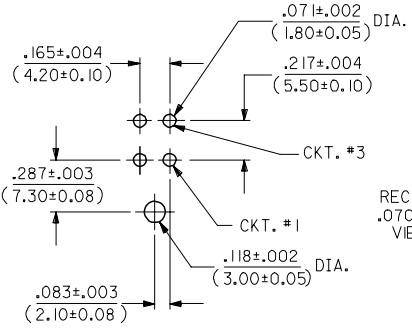 .071±.002
(1.80±0.05) DIA.
.165±.004
(4.20±0.10)
.217±.004
(5.50±0.10)
CKT. #3
.287±.003
(7.30±0.08)
REC
.070
VIE
CKT. #1
.118±.002
(3.00±0.05) DIA.
.083±.003
(2.10±0.08)